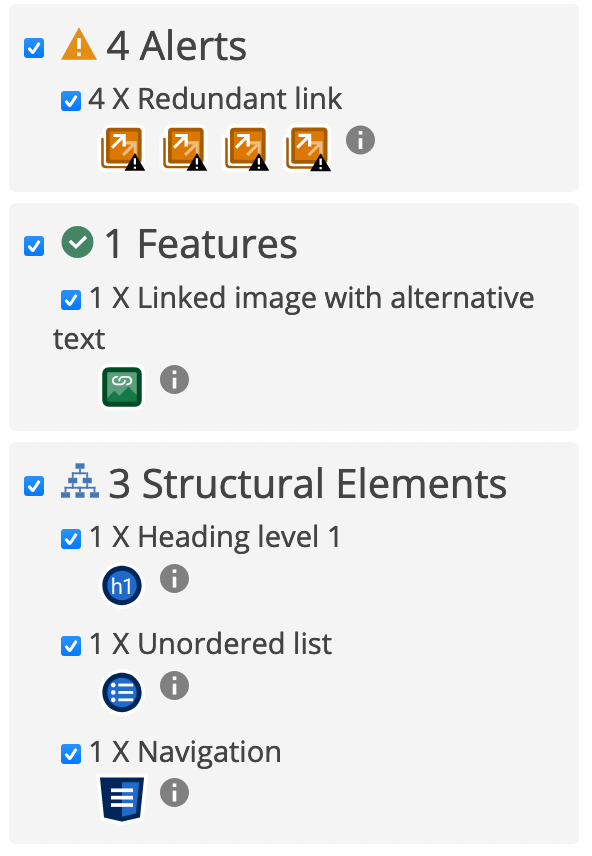 4 Alerts
4 X Redundant link
1 Features
1 X Linked image with alternative
text
3 Structural Elements
1 X Heading level 1
h1
1 X Unordered list
1 X Navigation